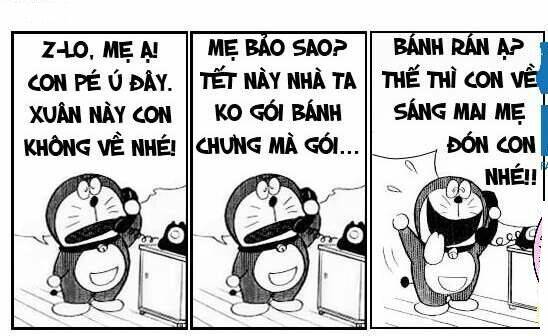 Z-LO, MẸ Ạ!
CON PÉ Ú ĐÂY.
XUÂN NÀY CON
KHÔNG VỀ NHÉ!
MẸ BẢO SAO?
TẾT NÀY NHÀ TA
KO GÓI BÁNH
CHƯNG MÀ GÓI...
BÁNH RÁN Ạ?
THẾ THÌ CON VỀ
SÁNG MAI MẸ
ĐÓN CON
NHÉ!!